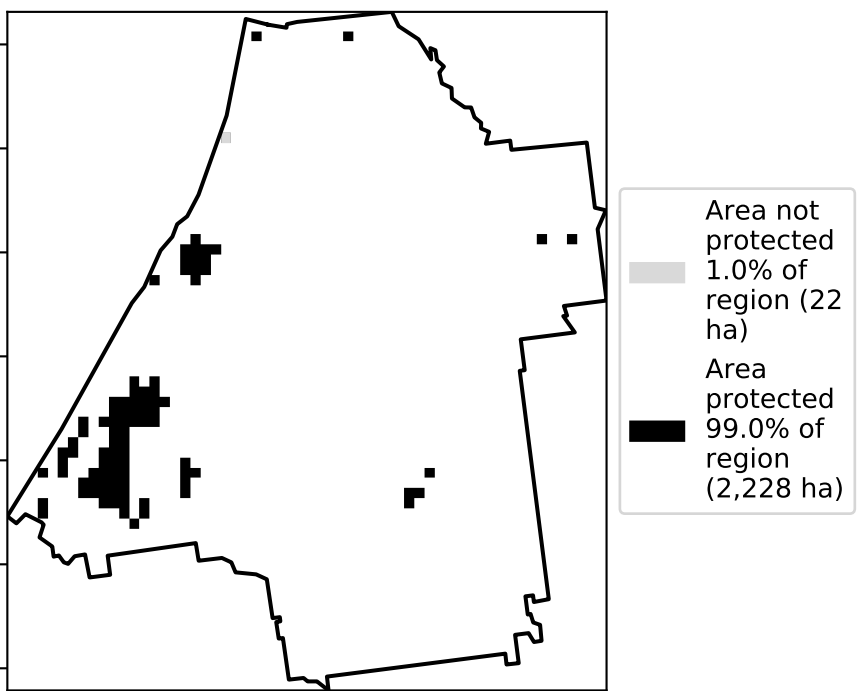 Area not
protected
1.0% of
region (22
ha)
Area
protected
99.0% of
region
(2,228 ha)